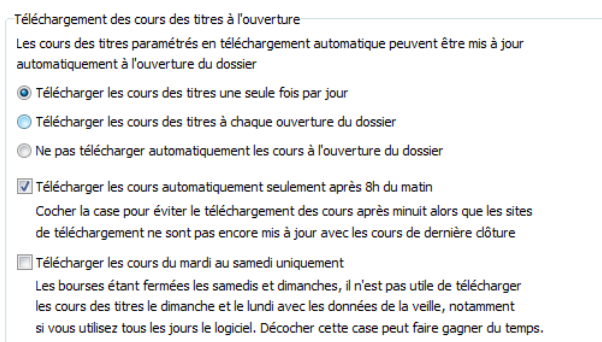 Téléchargement des cours des titres à l'ouverture
Les cours des titres paramétrés en téléchargement automatique peuvent être mis à jour
automatiquement à l'ouverture du dossier
Télécharger les cours des titres une seule fois par jour
Télécharger les cours des titres à chaque ouverture du dossier
Ne pas télécharger automatiquement les cours à l'ouverture du dossier
Télécharger les cours automatiquement seulement après 8h du matin
Cocher la case pour éviter le téléchargement des cours après minuit alors que les sites
de téléchargement ne sont pas encore mis à jour avec les cours de dernière clôture
Télécharger les cours du mardi au samedi uniquement
Les bourses étant fermées les samedis et dimanches, il n'est pas utile de télécharger
les cours des titres le dimanche et le lundi avec les données de la veille, notamment
si vous utilisez tous les jours le logiciel. Décocher cette case peut faire gagner du temps.